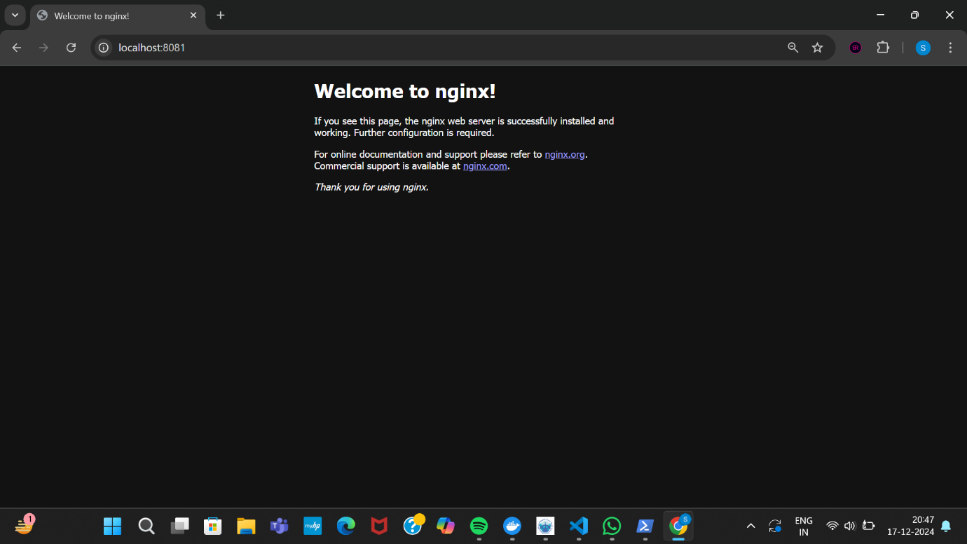 Welcome to nginx!
localhost:8081
S
Welcome to nginx!
If you see this page, the nginx web server is successfully installed and
working. Further configuration is required.
For online documentation and support please refer to nginx.org.
Commercial support is available at nginx.com.
Thank you for using nginx.
1
myhp
?
S
ENG
IN
20:47
17-12-2024